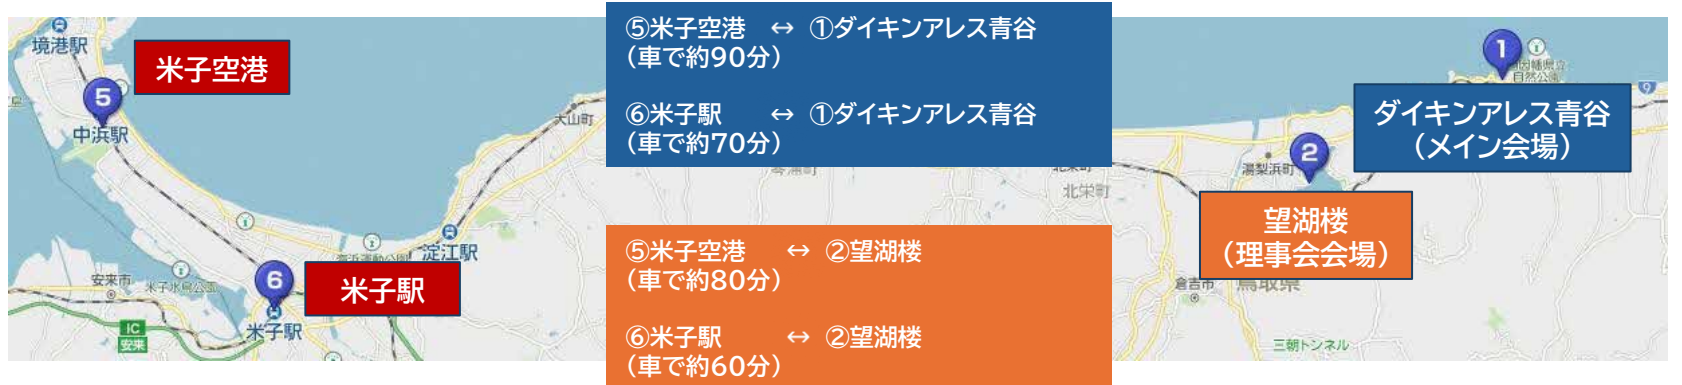 境港駅
米子空港
5
中浜駅
大山町
淀江駅
安来市
6
米子駅
米子駅
IC
安来
⑤米子空港 ↔ ①ダイキンアレス青谷
(車で約90分)
⑥米子駅 ↔ ①ダイキンアレス青谷
(車で約70分)
⑤米子空港 ↔ ②望湖楼
(車で約80分)
⑥米子駅 ↔ ②望湖楼
(車で約60分)
北栄町
1
自然公園
9
ダイキンアレス青谷
(メイン会場)
2
湯梨浜町
望湖楼
(理事会会場)
倉吉市
鳥取県
三朝トンネル